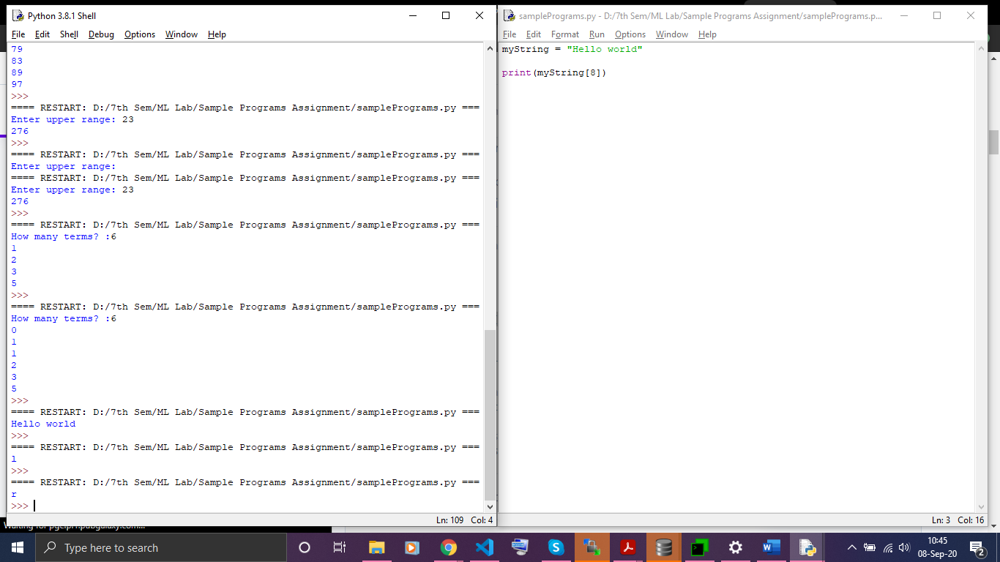 Python 3.8.1 Shell
File Edit Shell Debug Options Window Help
79
83
89
97
>>>
==== RESTART: D:/7th Sem/ML Lab/Sample Programs Assignment/samplePrograms.py ===
Enter upper range: 23
276
>>>
==== RESTART: D:/7th Sem/ML Lab/Sample Programs Assignment/samplePrograms.py ===
Enter upper range:
==== RESTART: D:/7th Sem/ML Lab/Sample Programs Assignment/samplePrograms.py ===
Enter upper range: 23
276
>>>
==== RESTART: D:/7th Sem/ML Lab/Sample Programs Assignment/samplePrograms.py ===
How many terms? :6
1
2
3
5
>>>
==== RESTART: D:/7th Sem/ML Lab/Sample Programs Assignment/samplePrograms.py ===
How many terms? :6
0
1
1
2
3
5
>>>
==== RESTART: D:/7th Sem/ML Lab/Sample Programs Assignment/samplePrograms.py ===
Hello world
>>>
==== RESTART: D:/7th Sem/ML Lab/Sample Programs Assignment/samplePrograms.py ===
l
>>>
==== RESTART: D:/7th Sem/ML Lab/Sample Programs Assignment/samplePrograms.py ===
r
>>>
Ln: 109 Col: 4
samplePrograms.py - D:/7th Sem/ML Lab/Sample Programs Assignment/samplePrograms.p...
File Edit Format Run Options Window Help
myString = "Hello world"
print(myString[8])
Ln: 3 Col: 16
Waiting for
Type here to search
10:45
08-Sep-20
2